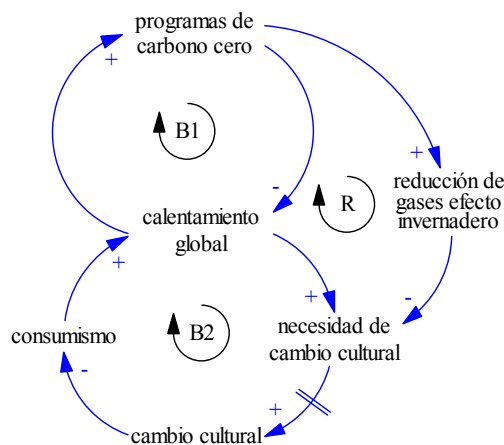 programas de
carbono cero
+
B1
+
-
reducción de
gases efecto
invernadero
R
calentamiento
global
+
+
-
consumismo
B2
necesidad de
cambio cultural
-
+
cambio cultural